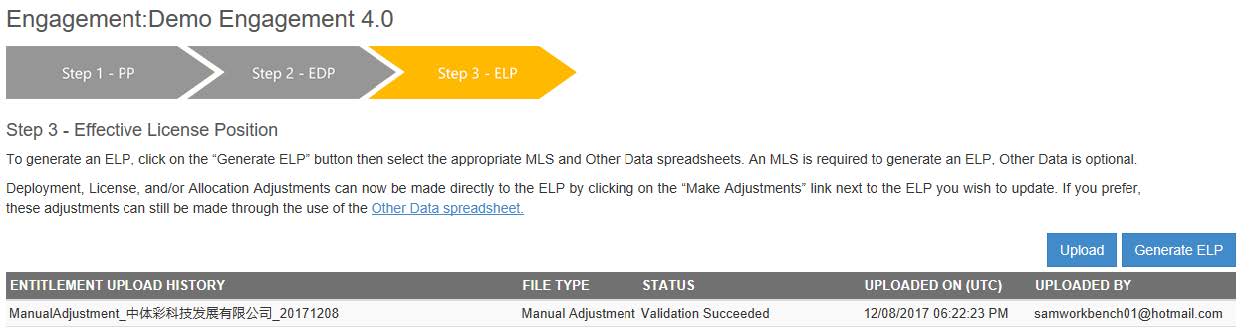 Engagement:Demo Engagement 4.0
Step 1 - PP
Step 2 - EDP
Step 3 - ELP
Step 3 - Effective License Position
To generate an ELP, click on the “Generate ELP” button then select the appropriate MLS and Other Data spreadsheets. An MLS is required to generate an ELP, Other Data is optional.
Deployment, License, and/or Allocation Adjustments can now be made directly to the ELP by clicking on the “Make Adjustments” link next to the ELP you wish to update. If you prefer,
these adjustments can still be made through the use of the Other Data spreadsheet.
Upload
Generate ELP
ENTITLEMENT UPLOAD HISTORY FILE TYPE STATUS UPLOADED ON (UTC) UPLOADED BY
ManualAdjustment_中体彩科技发展有限公司_20171208 Manual Adjustment Validation Succeeded 12/08/2017 06:22:23 PM samworkbench01@hotmail.com